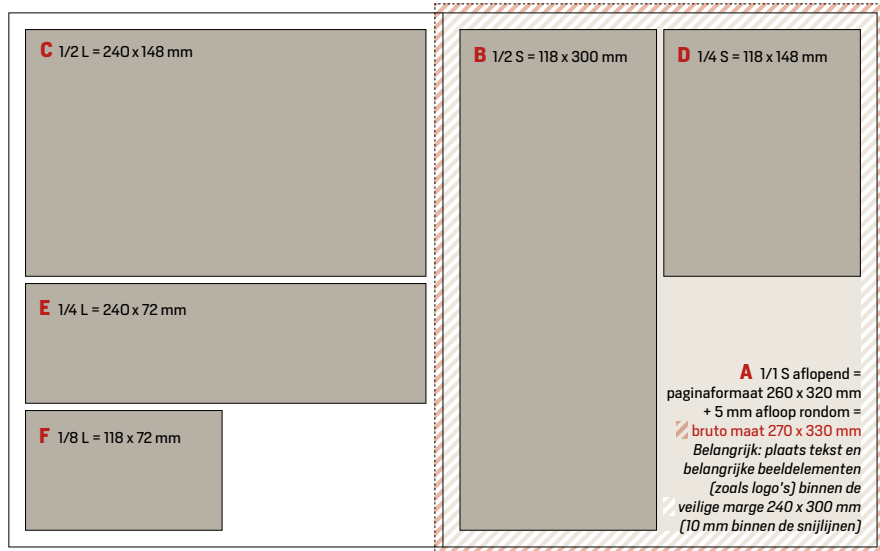 C 1/2 L = 240 x 148 mm
E 1/4 L = 240 x 72 mm
F 1/8 L = 118 x 72 mm
B 1/2 S = 118 x 300 mm
D 1/4 S = 118 x 148 mm
A 1/1 S aflopend =
paginaformaat 260 x 320 mm
+ 5 mm afloop rondom =
bruto maat 270 x 330 mm
Belangrijk: plaats tekst en
belangrijke beeldelementen
(zoals logo's) binnen de
veilige marge 240 x 300 mm
(10 mm binnen de snijlijnen)